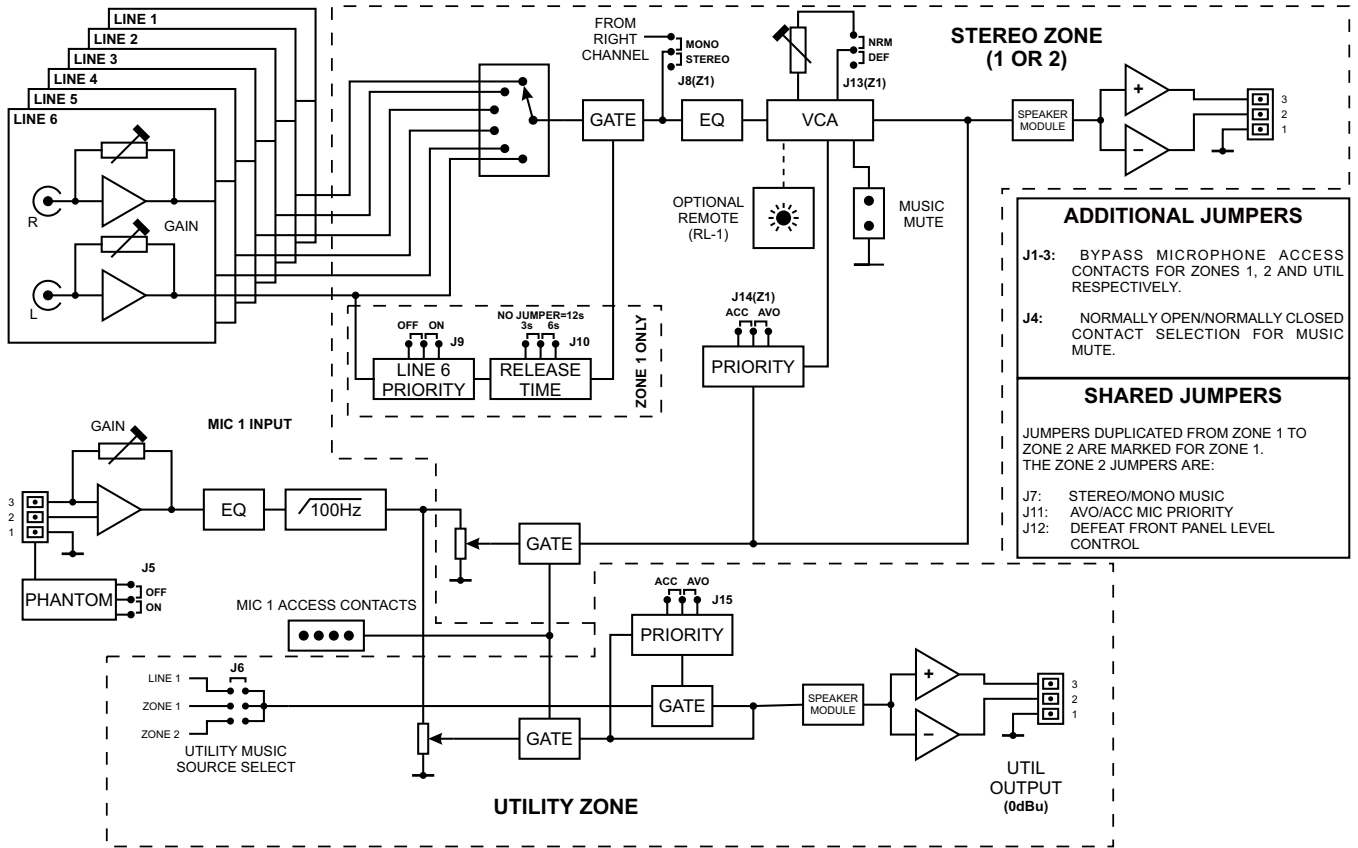 LINE 1
LINE 2
LINE 3
LINE 4
LINE 5
LINE 6
R
GAIN
L
FROM
RIGHT
CHANNEL
MONO
STEREO
J8(Z1)
NRM
DEF
J13(Z1)
STEREO ZONE
(1 OR 2)
GATE
EQ
VCA
SPEAKER
MODULE
+
−
3
2
1
OPTIONAL
REMOTE
(RL-1)
MUSIC
MUTE
NO JUMPER=12s
OFF ON
J9
3s 6s
J10
LINE 6
PRIORITY
RELEASE
TIME
ZONE 1 ONLY
J14(Z1)
ACC AVO
PRIORITY
ADDITIONAL JUMPERS
J1-3: BYPASS MICROPHONE ACCESS
CONTACTS FOR ZONES 1, 2 AND UTIL
RESPECTIVELY.
J4: NORMALLY OPEN/NORMALLY CLOSED
CONTACT SELECTION FOR MUSIC
MUTE.
SHARED JUMPERS
JUMPERS DUPLICATED FROM ZONE 1 TO
ZONE 2 ARE MARKED FOR ZONE 1.
THE ZONE 2 JUMPERS ARE:
J7: STEREO/MONO MUSIC
J11: AVO/ACC MIC PRIORITY
J12: DEFEAT FRONT PANEL LEVEL
CONTROL
MIC 1 INPUT
GAIN
3
2
1
EQ
100Hz
GATE
PHANTOM
J5
OFF
ON
MIC 1 ACCESS CONTACTS
ACC AVO
J15
PRIORITY
J6
LINE 1
ZONE 1
ZONE 2
UTILITY MUSIC
SOURCE SELECT
GATE
GATE
SPEAKER
MODULE
+
−
3
2
1
UTIL
OUTPUT
(0dBu)
UTILITY ZONE